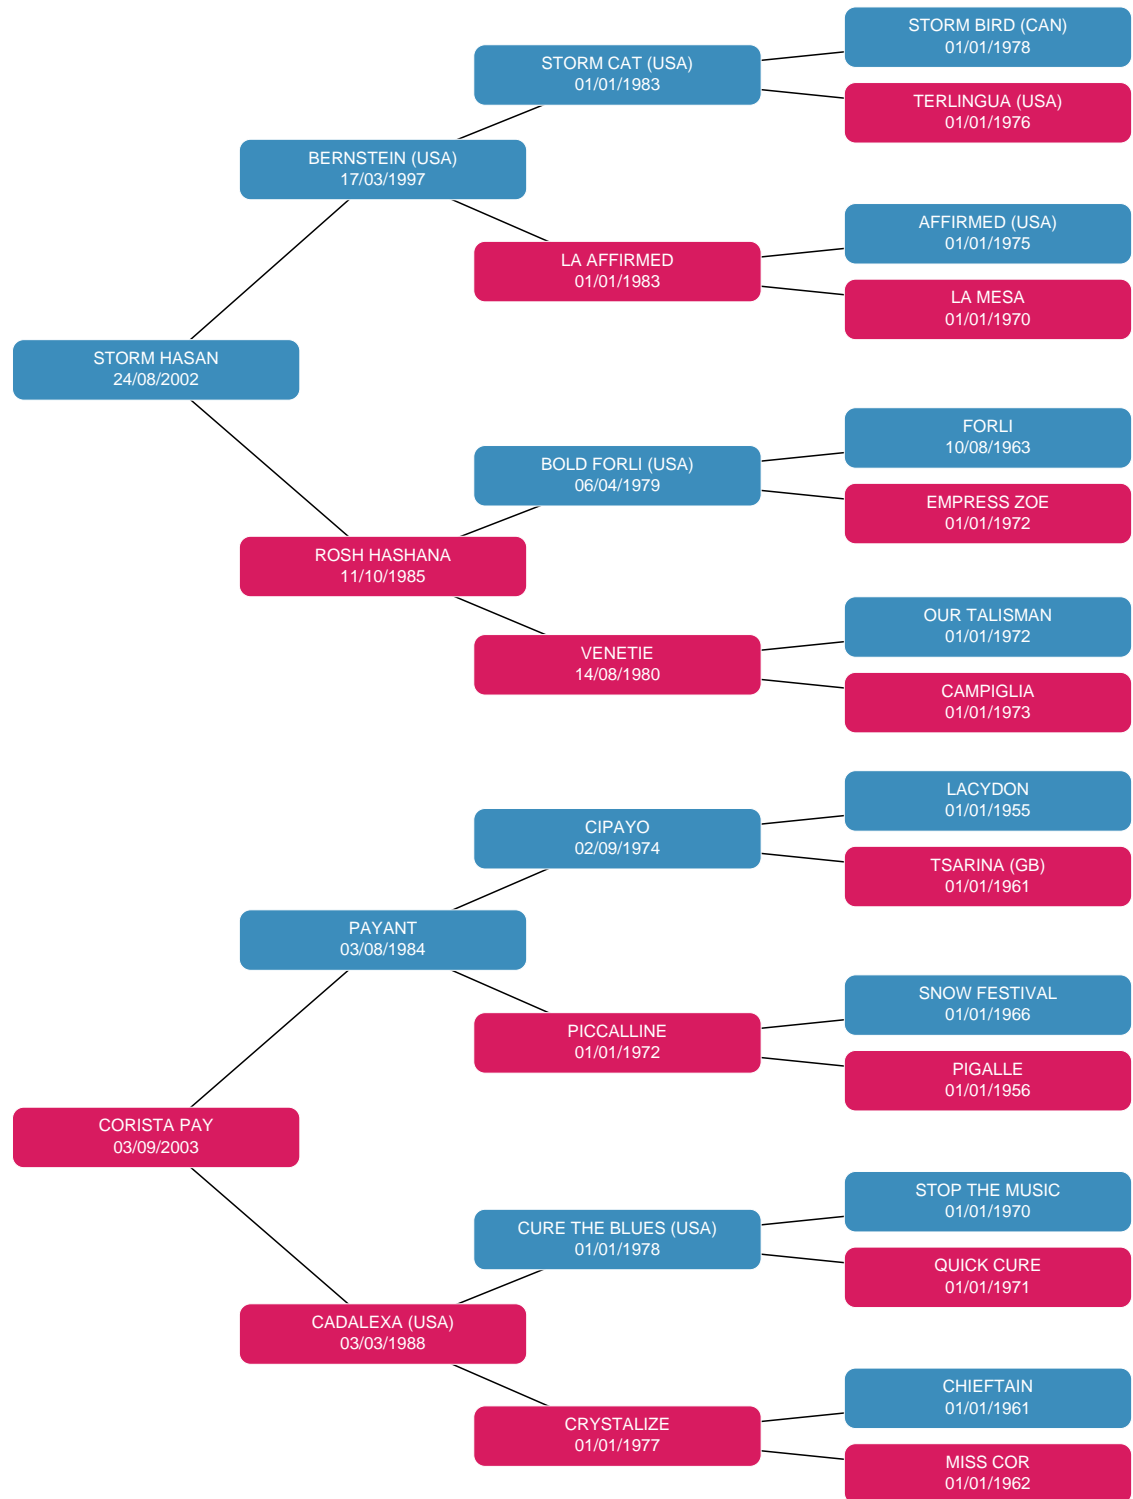 STORM BIRD (CAN)
01/01/1978
STORM CAT (USA)
01/01/1983
TERLINGUA (USA)
01/01/1976
BERNSTEIN (USA)
17/03/1997
AFFIRMED (USA)
01/01/1975
LA AFFIRMED
01/01/1983
LA MESA
01/01/1970
STORM HASAN
24/08/2002
FORLI
10/08/1963
BOLD FORLI (USA)
06/04/1979
EMPRESS ZOE
01/01/1972
ROSH HASHANA
11/10/1985
OUR TALISMAN
01/01/1972
VENETIE
14/08/1980
CAMPIGLIA
01/01/1973
LACYDON
01/01/1955
CIPAYO
02/09/1974
TSARINA (GB)
01/01/1961
PAYANT
03/08/1984
SNOW FESTIVAL
01/01/1966
PICCALLINE
01/01/1972
PIGALLE
01/01/1956
CORISTA PAY
03/09/2003
STOP THE MUSIC
01/01/1970
CURE THE BLUES (USA)
01/01/1978
QUICK CURE
01/01/1971
CADALEXA (USA)
03/03/1988
CHIEFTAIN
01/01/1961
CRYSTALIZE
01/01/1977
MISS COR
01/01/1962